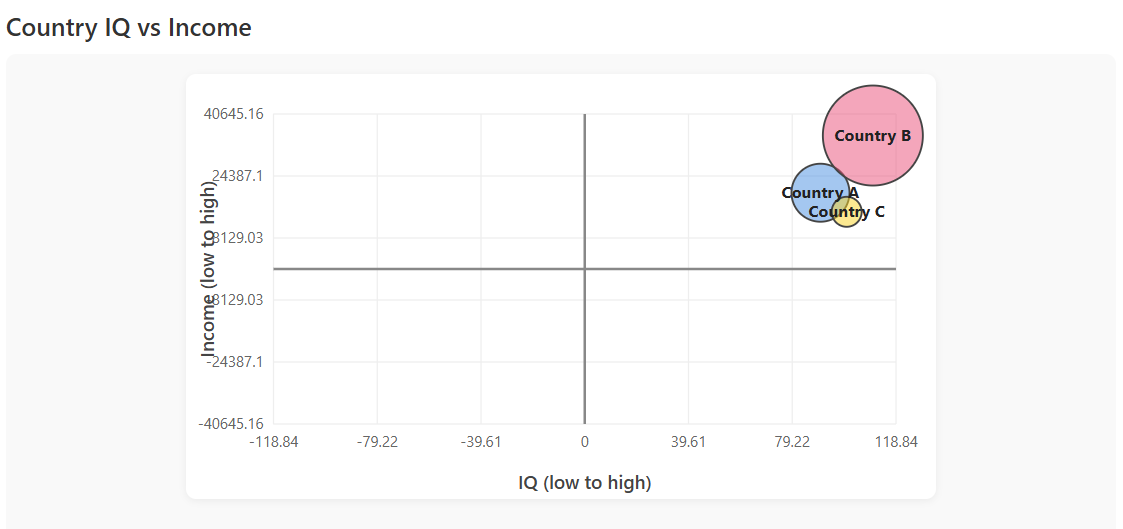 Country IQ vs Income
40645.16
Country B
24387.1
Country A
Country C
8129.03
Income (low to high)
-8129.03
-24387.1
-40645.16
-118.84 -79.22 -39.61 0 39.61 79.22 118.84
IQ (low to high)